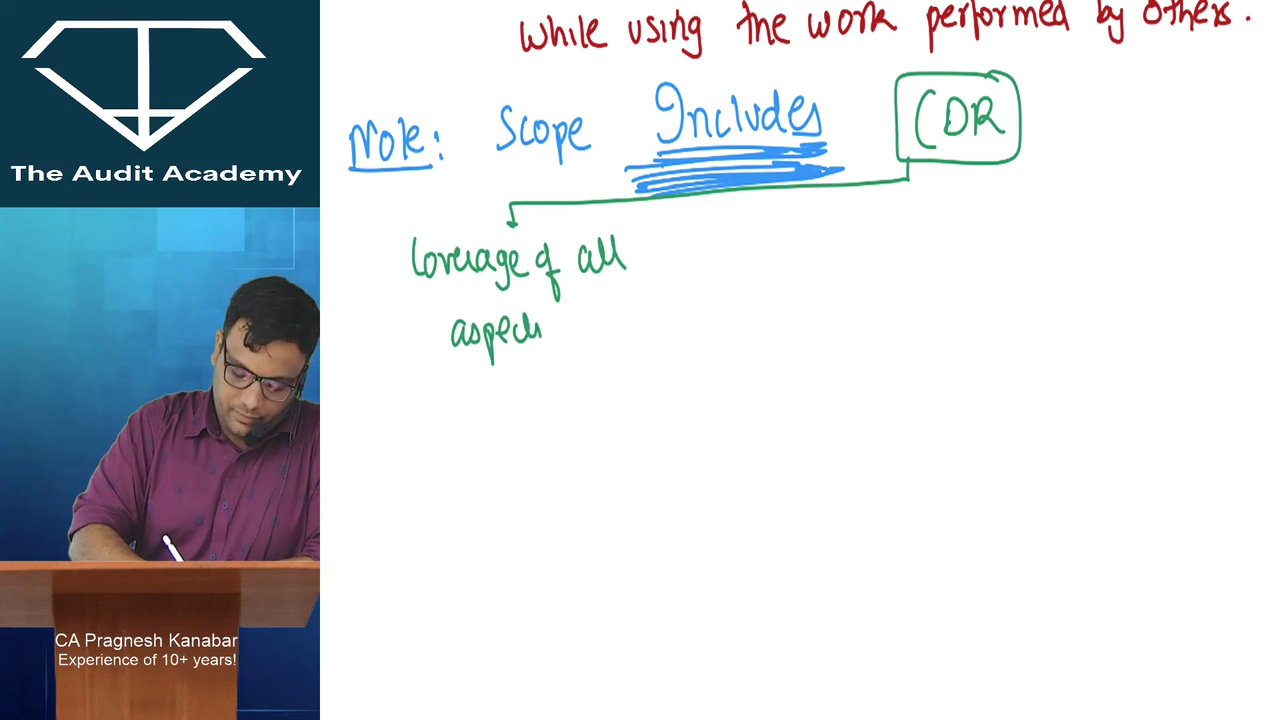 The Audit Academy
while using the work performed by others.
Note: Scope Includes CDR
Coverage of all
aspects
CA Pragnesh Kanabar
Experience of 10+ years!